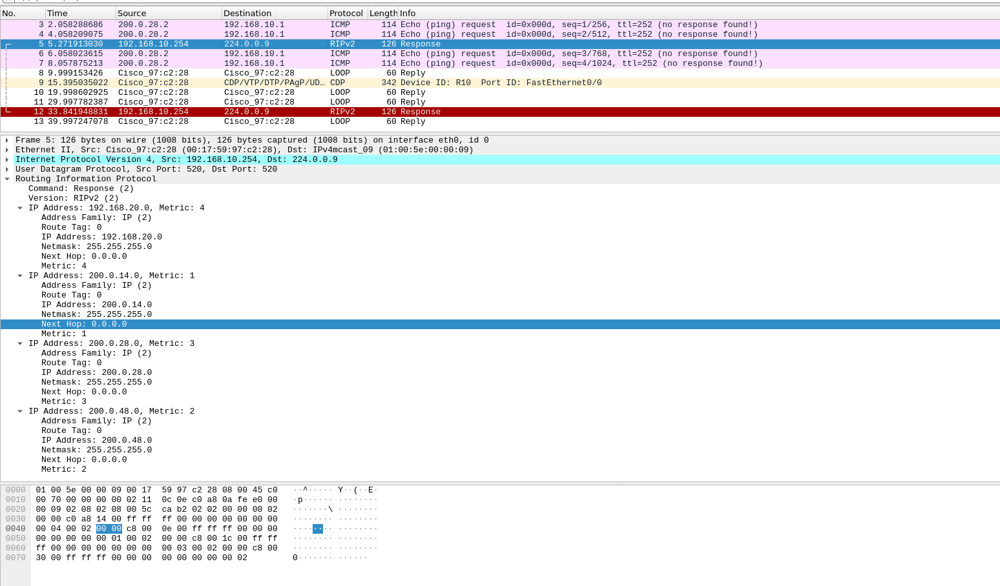 No. Time Source Destination Protocol Length Info
3 2.058288686 200.0.28.2 192.168.10.1 ICMP 114 Echo (ping) request id=0x000d, seq=1/256, ttl=252 (no response found!)
4 4.058209075 200.0.28.2 192.168.10.1 ICMP 114 Echo (ping) request id=0x000d, seq=2/512, ttl=252 (no response found!)
5 5.271913030 192.168.10.254 224.0.0.9 RIPv2 126 Response
6 6.058023615 200.0.28.2 192.168.10.1 ICMP 114 Echo (ping) request id=0x000d, seq=3/768, ttl=252 (no response found!)
7 8.057875213 200.0.28.2 192.168.10.1 ICMP 114 Echo (ping) request id=0x000d, seq=4/1024, ttl=252 (no response found!)
8 9.999153426 Cisco_97:c2:28 Cisco_97:c2:28 LOOP 60 Reply
9 15.395035022 Cisco_97:c2:28 CDP/VTP/DTP/PAgP/UD… CDP 342 Device ID: R10 Port ID: FastEthernet0/0
10 19.998602925 Cisco_97:c2:28 Cisco_97:c2:28 LOOP 60 Reply
11 29.997782387 Cisco_97:c2:28 Cisco_97:c2:28 LOOP 60 Reply
12 33.841948831 192.168.10.254 224.0.0.9 RIPv2 126 Response
13 39.997247078 Cisco_97:c2:28 Cisco_97:c2:28 LOOP 60 Reply
Frame 5: 126 bytes on wire (1008 bits), 126 bytes captured (1008 bits) on interface eth0, id 0
Ethernet II, Src: Cisco_97:c2:28 (00:17:59:97:c2:28), Dst: IPv4mcast_09 (01:00:5e:00:00:09)
Internet Protocol Version 4, Src: 192.168.10.254, Dst: 224.0.0.9
User Datagram Protocol, Src Port: 520, Dst Port: 520
Routing Information Protocol
Command: Response (2)
Version: RIPv2 (2)
IP Address: 192.168.20.0, Metric: 4
Address Family: IP (2)
Route Tag: 0
IP Address: 192.168.20.0
Netmask: 255.255.255.0
Next Hop: 0.0.0.0
Metric: 4
IP Address: 200.0.14.0, Metric: 1
Address Family: IP (2)
Route Tag: 0
IP Address: 200.0.14.0
Netmask: 255.255.255.0
Next Hop: 0.0.0.0
Metric: 1
IP Address: 200.0.28.0, Metric: 3
Address Family: IP (2)
Route Tag: 0
IP Address: 200.0.28.0
Netmask: 255.255.255.0
Next Hop: 0.0.0.0
Metric: 3
IP Address: 200.0.48.0, Metric: 2
Address Family: IP (2)
Route Tag: 0
IP Address: 200.0.48.0
Netmask: 255.255.255.0
Next Hop: 0.0.0.0
Metric: 2
0000 01 00 5e 00 00 09 00 17 59 97 c2 28 08 00 45 c0 ··^····· Y··(··E·
0010 00 70 00 00 00 00 02 11 0c 0e c0 a8 0a fe e0 00 ·p······ ········
0020 00 09 02 08 02 08 00 5c ca b2 02 02 00 00 00 02 ·······\ ········
0030 00 00 c0 a8 14 00 ff ff ff 00 00 00 00 00 00 00 ········ ········
0040 00 04 00 02 00 00 c8 00 0e 00 ff ff ff 00 00 00 ········ ········
0050 00 00 00 00 00 01 00 02 00 00 c8 00 1c 00 ff ff ········ ········
0060 ff 00 00 00 00 00 00 00 00 03 00 02 00 00 c8 00 ········ ········
0070 30 00 ff ff ff 00 00 00 00 00 00 00 00 02 0······· ······